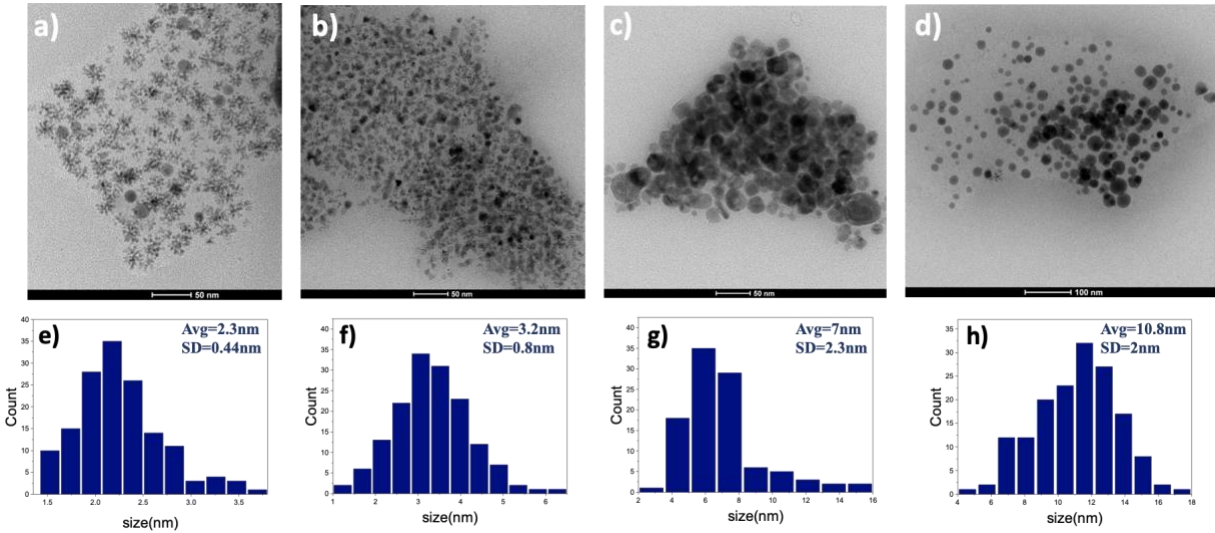 a)
b)
c)
d)
50 nm
50 nm
50 nm
100 nm
e)
Avg=2.3nm
SD=0.44nm
Count
40
35
30
25
20
15
10
5
0
1.5 2.0 2.5 3.0 3.5
size(nm)
f)
Avg=3.2nm
SD=0.8nm
Count
40
35
30
25
20
15
10
5
0
1 2 3 4 5 6
size(nm)
g)
Avg=7nm
SD=2.3nm
Count
40
35
30
25
20
15
10
5
0
2 4 6 8 10 12 14 16
size(nm)
h)
Avg=10.8nm
SD=2nm
Count
35
30
25
20
15
10
5
0
4 6 8 10 12 14 16 18
size(nm)